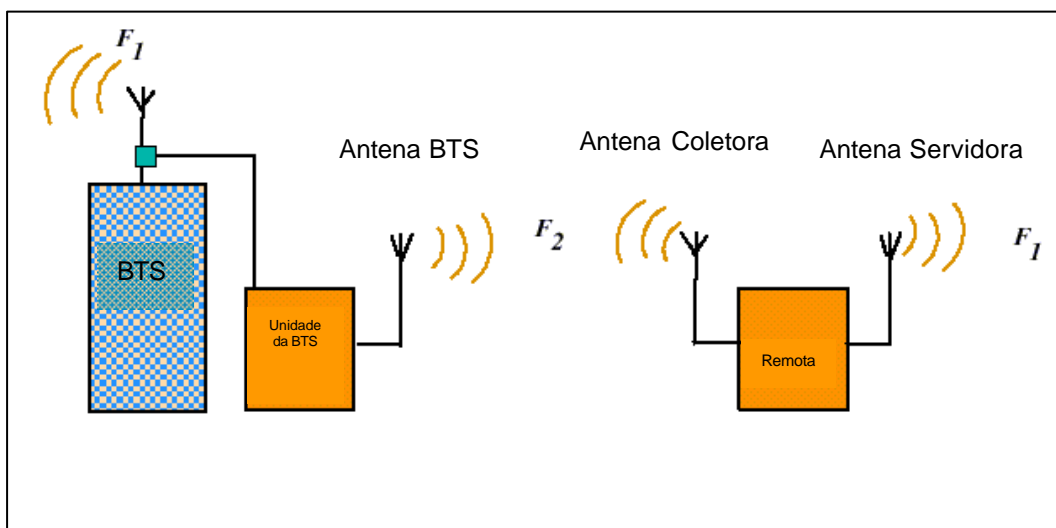 F1
Antena BTS
Antena Coletora
Antena Servidora
F2
F1
BTS
Unidade
da BTS
Remota